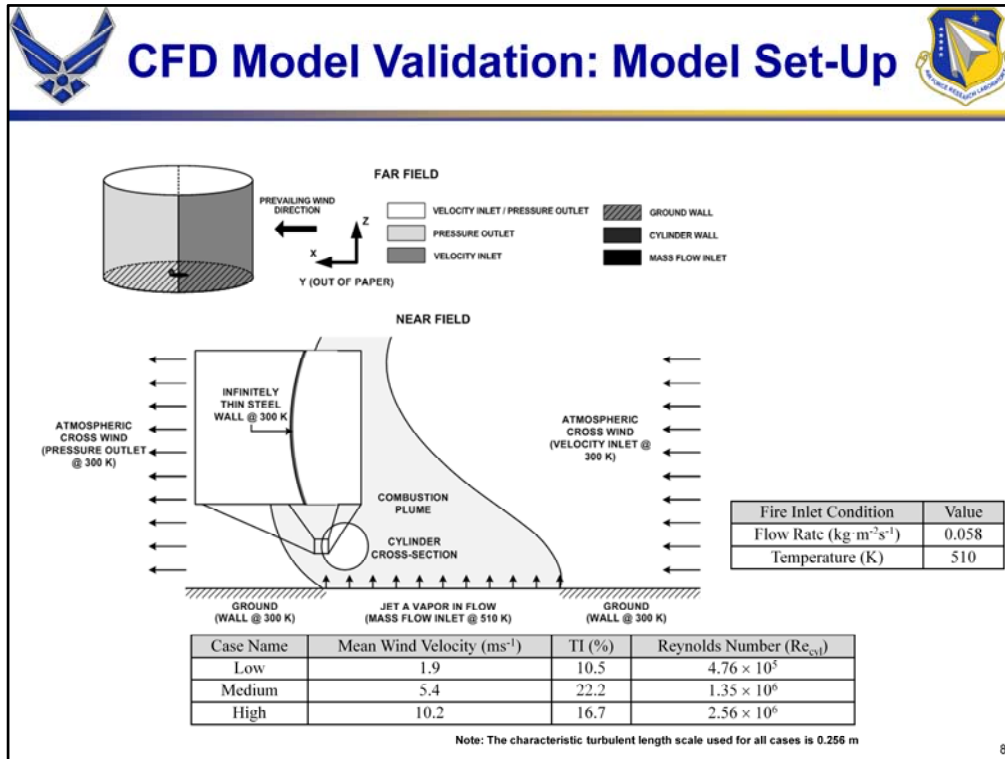 CFD Model Validation: Model Set-Up
AIR FORCE RESEARCH LABORATORY
FAR FIELD
PREVAILING WIND
DIRECTION
Z
X
Y (OUT OF PAPER)
VELOCITY INLET / PRESSURE OUTLET
PRESSURE OUTLET
VELOCITY INLET
GROUND WALL
CYLINDER WALL
MASS FLOW INLET
NEAR FIELD
INFINITELY
THIN STEEL
WALL @ 300 K
ATMOSPHERIC
CROSS WIND
(PRESSURE OUTLET
@ 300 K)
ATMOSPHERIC
CROSS WIND
(VELOCITY INLET @
300 K)
COMBUSTION
PLUME
CYLINDER
CROSS-SECTION
Fire Inlet Condition Value
Flow Rate (kg·m⁻²s⁻¹) 0.058
Temperature (K) 510
GROUND
(WALL @ 300 K)
JET A VAPOR IN FLOW
(MASS FLOW INLET @ 510 K)
GROUND
(WALL @ 300 K)
Case Name Mean Wind Velocity (ms⁻¹) TI (%) Reynolds Number (Re_cyl)
Low 1.9 10.5 4.76 × 10⁵
Medium 5.4 22.2 1.35 × 10⁶
High 10.2 16.7 2.56 × 10⁶
Note: The characteristic turbulent length scale used for all cases is 0.256 m
8